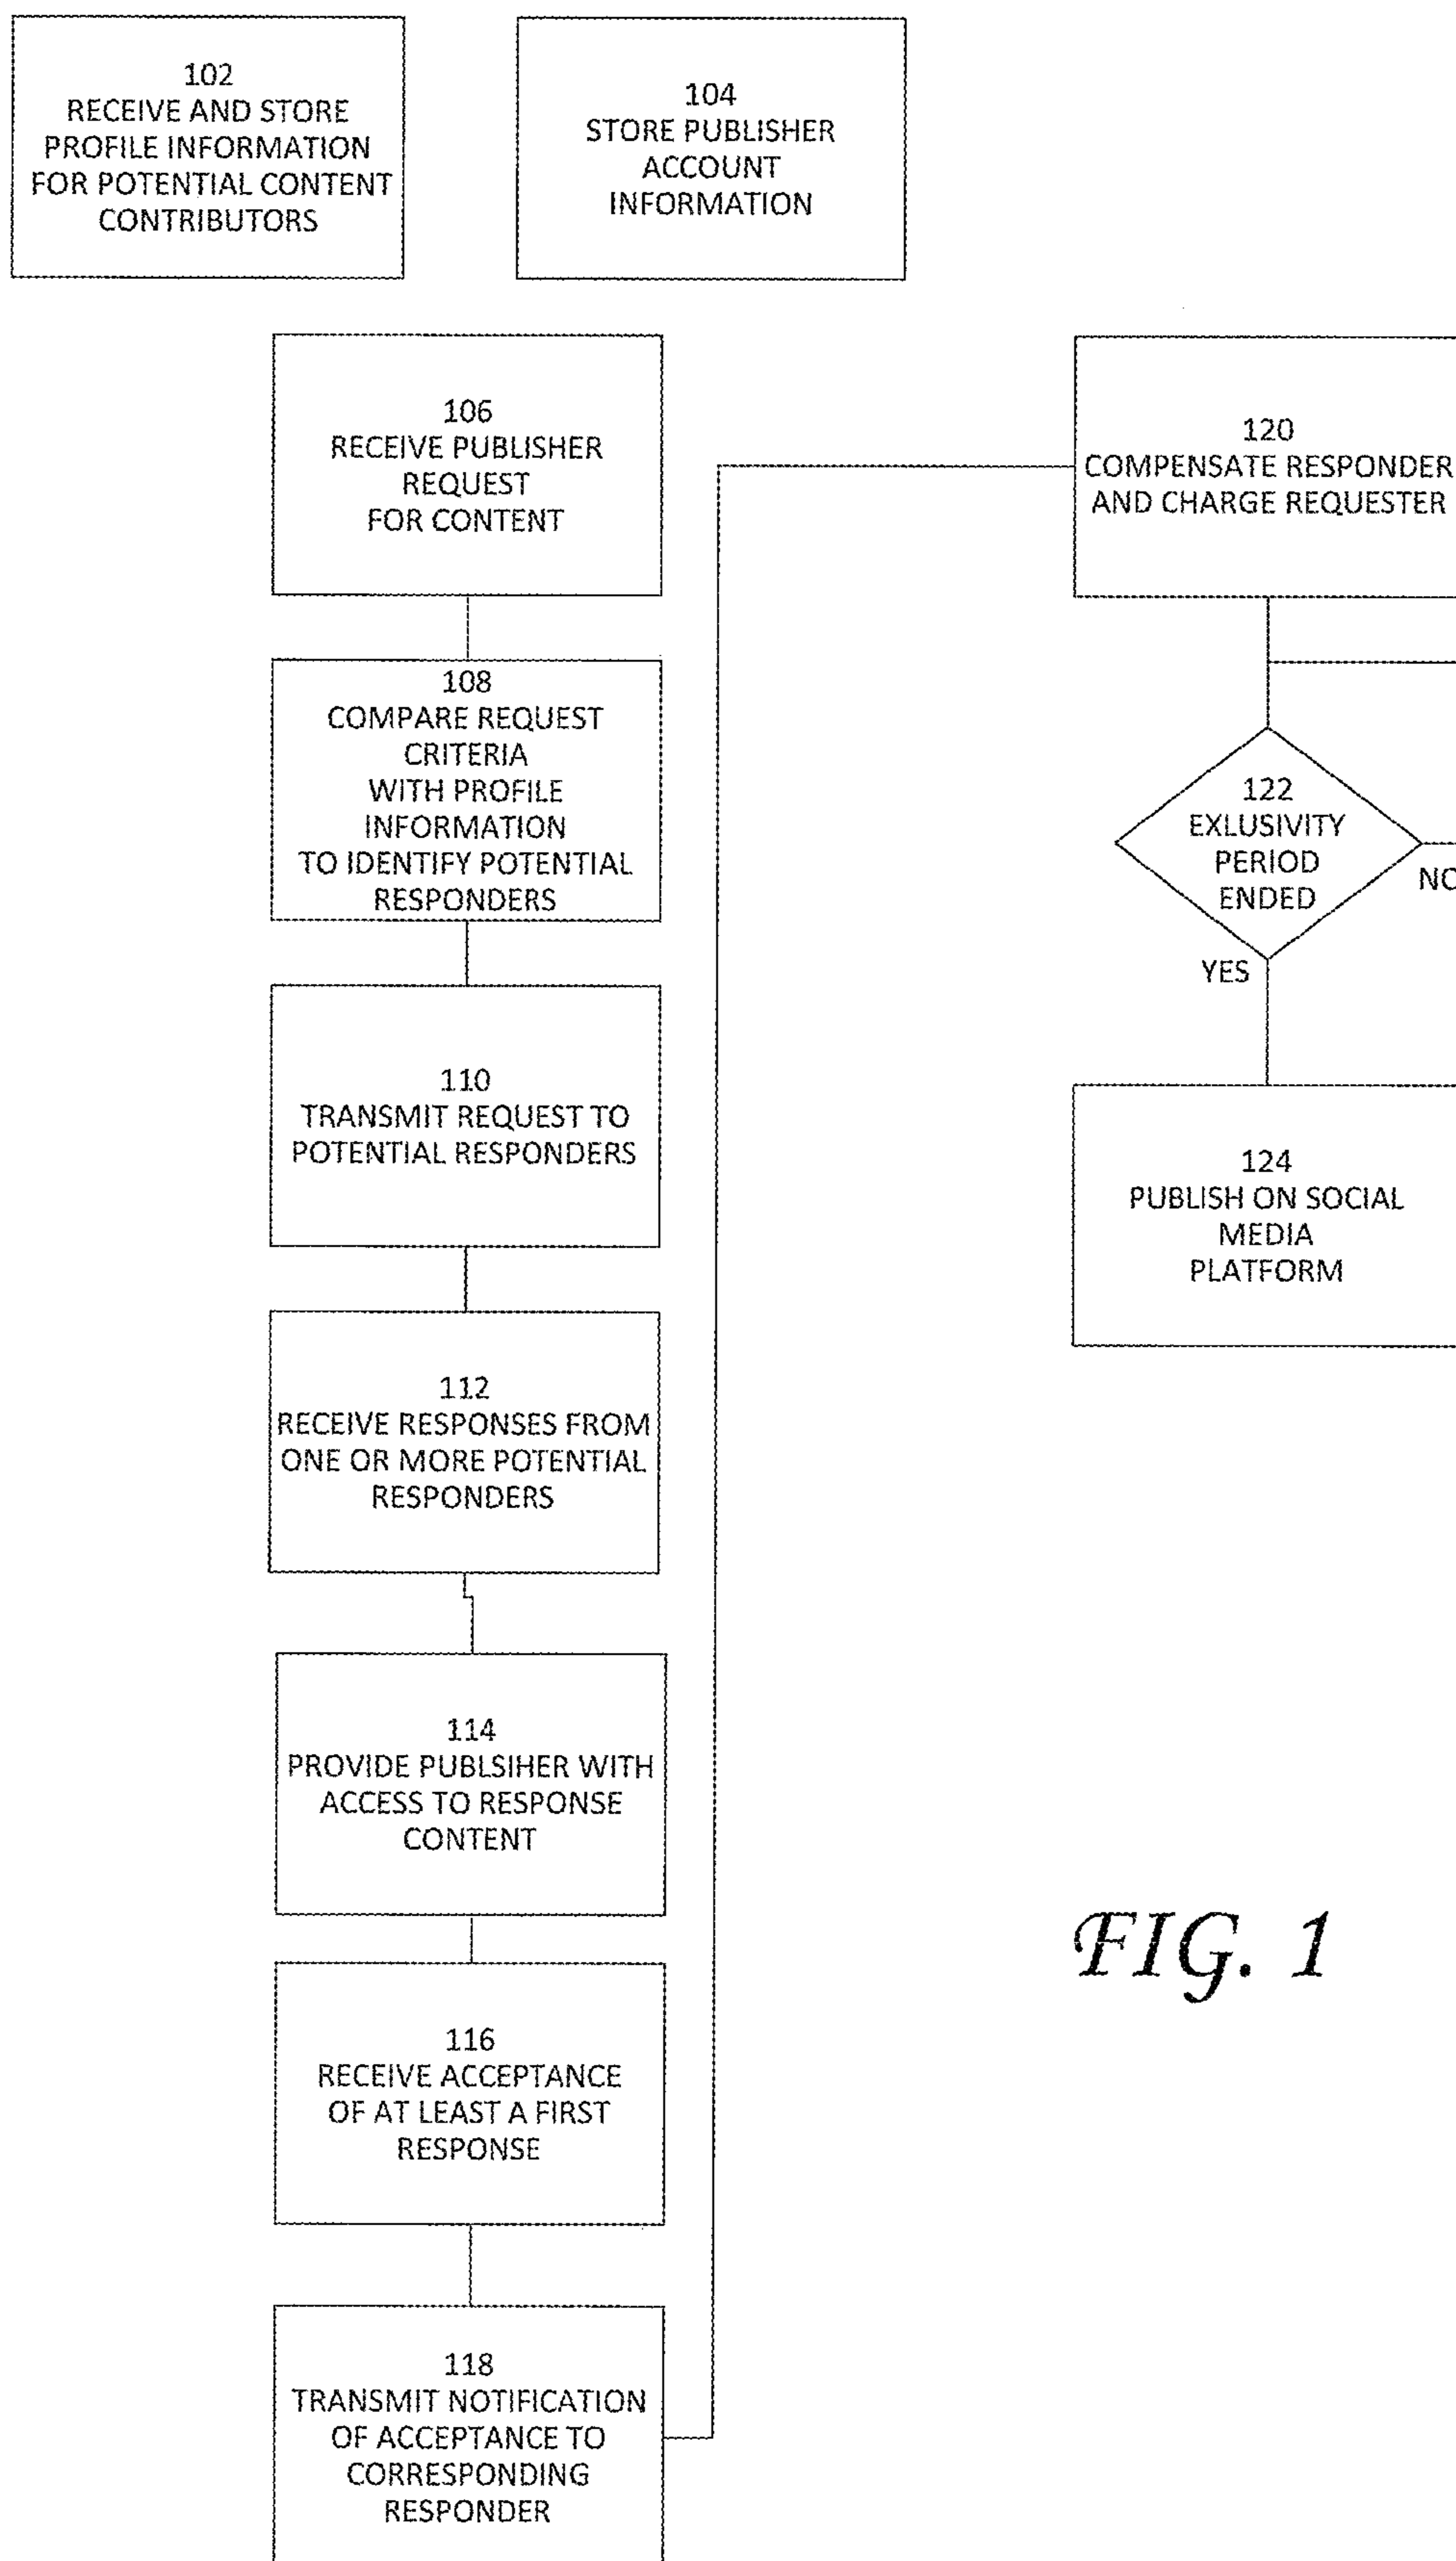 102
RECEIVE AND STORE
PROFILE INFORMATION
FOR POTENTIAL CONTENT
CONTRIBUTORS
104
STORE PUBLISHER
ACCOUNT
INFORMATION
106
RECEIVE PUBLISHER
REQUEST
FOR CONTENT
108
COMPARE REQUEST
CRITERIA
WITH PROFILE
INFORMATION
TO IDENTIFY POTENTIAL
RESPONDERS
110
TRANSMIT REQUEST TO
POTENTIAL RESPONDERS
112
RECEIVE RESPONSES FROM
ONE OR MORE POTENTIAL
RESPONDERS
114
PROVIDE PUBLSIHER WITH
ACCESS TO RESPONSE
CONTENT
116
RECEIVE ACCEPTANCE
OF AT LEAST A FIRST
RESPONSE
118
TRANSMIT NOTIFICATION
OF ACCEPTANCE TO
CORRESPONDING
RESPONDER
120
COMPENSATE RESPONDER
AND CHARGE REQUESTER
122
EXLUSIVITY
PERIOD
ENDED
NO
YES
124
PUBLISH ON SOCIAL
MEDIA
PLATFORM
FIG. 1